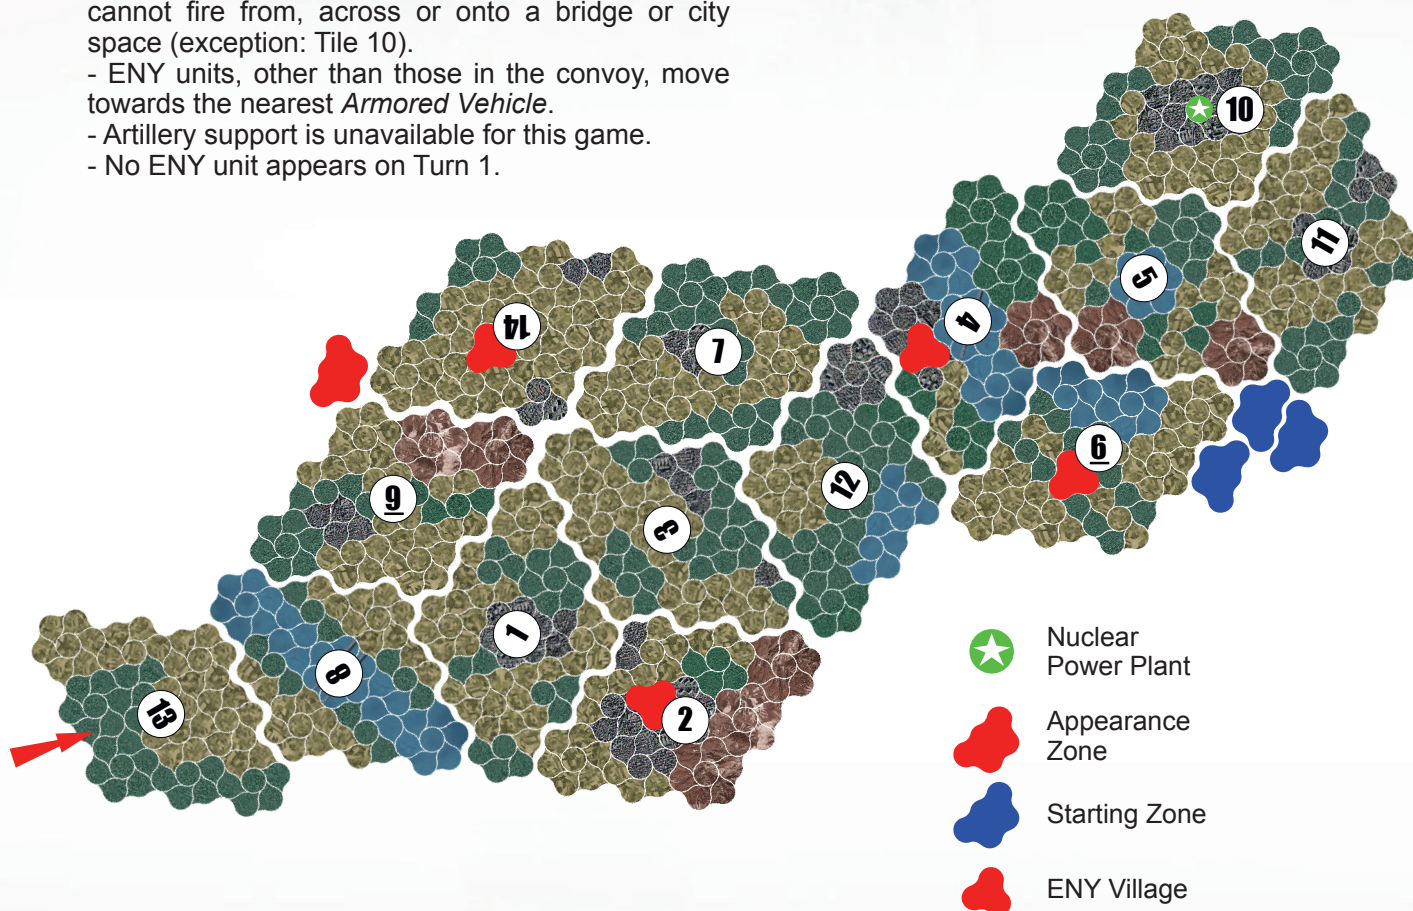 cannot fire from, across or onto a bridge or city
space (exception: Tile 10).
- ENY units, other than those in the convoy, move
towards the nearest Armored Vehicle.
- Artillery support is unavailable for this game.
- No ENY unit appears on Turn 1.
10
11
5
4
14
7
6
12
9
3
1
8
13
2
Nuclear
Power Plant
Appearance
Zone
Starting Zone
ENY Village